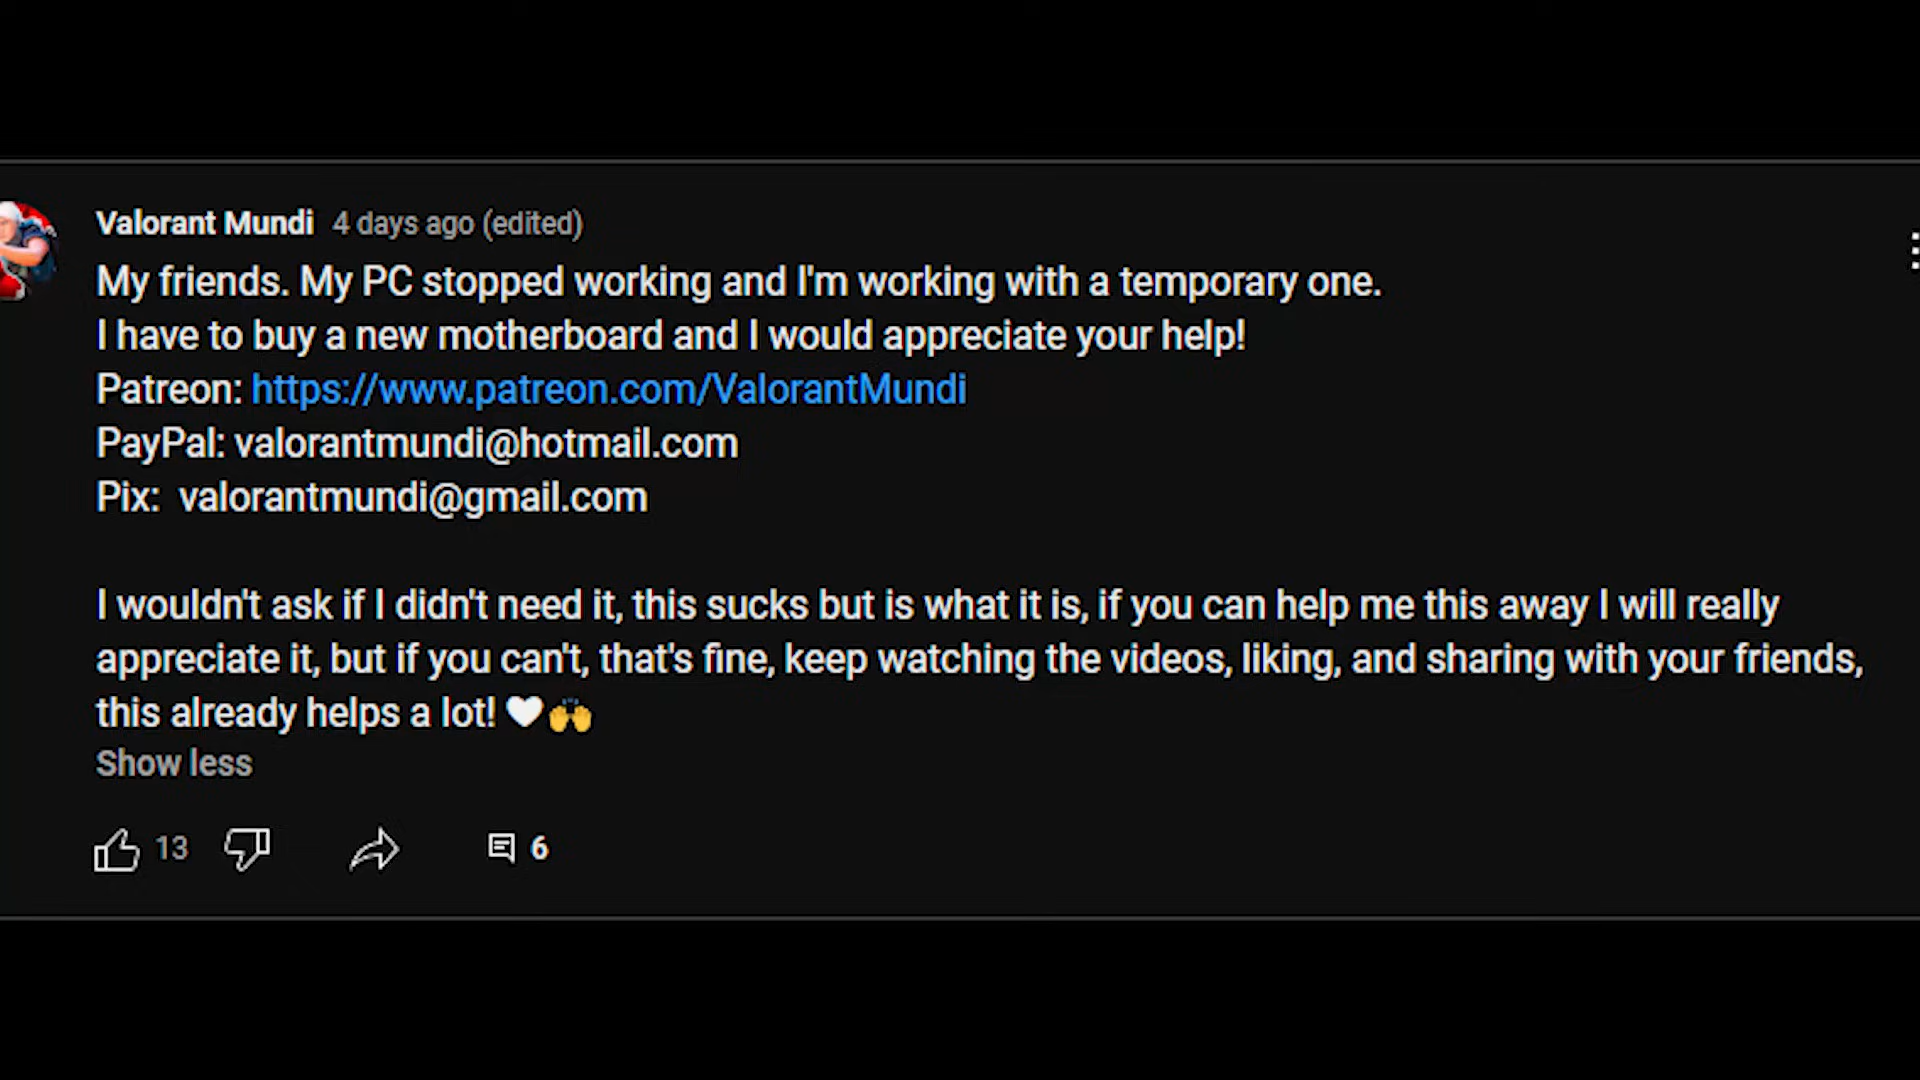 Valorant Mundi 4 days ago (edited)
My friends. My PC stopped working and I'm working with a temporary one.
I have to buy a new motherboard and I would appreciate your help!
Patreon: https://www.patreon.com/ValorantMundi
PayPal: valorantmundi@hotmail.com
Pix: valorantmundi@gmail.com
I wouldn't ask if I didn't need it, this sucks but is what it is, if you can help me this away I will really
appreciate it, but if you can't, that's fine, keep watching the videos, liking, and sharing with your friends,
this already helps a lot! 🤍🙌
Show less
13 6